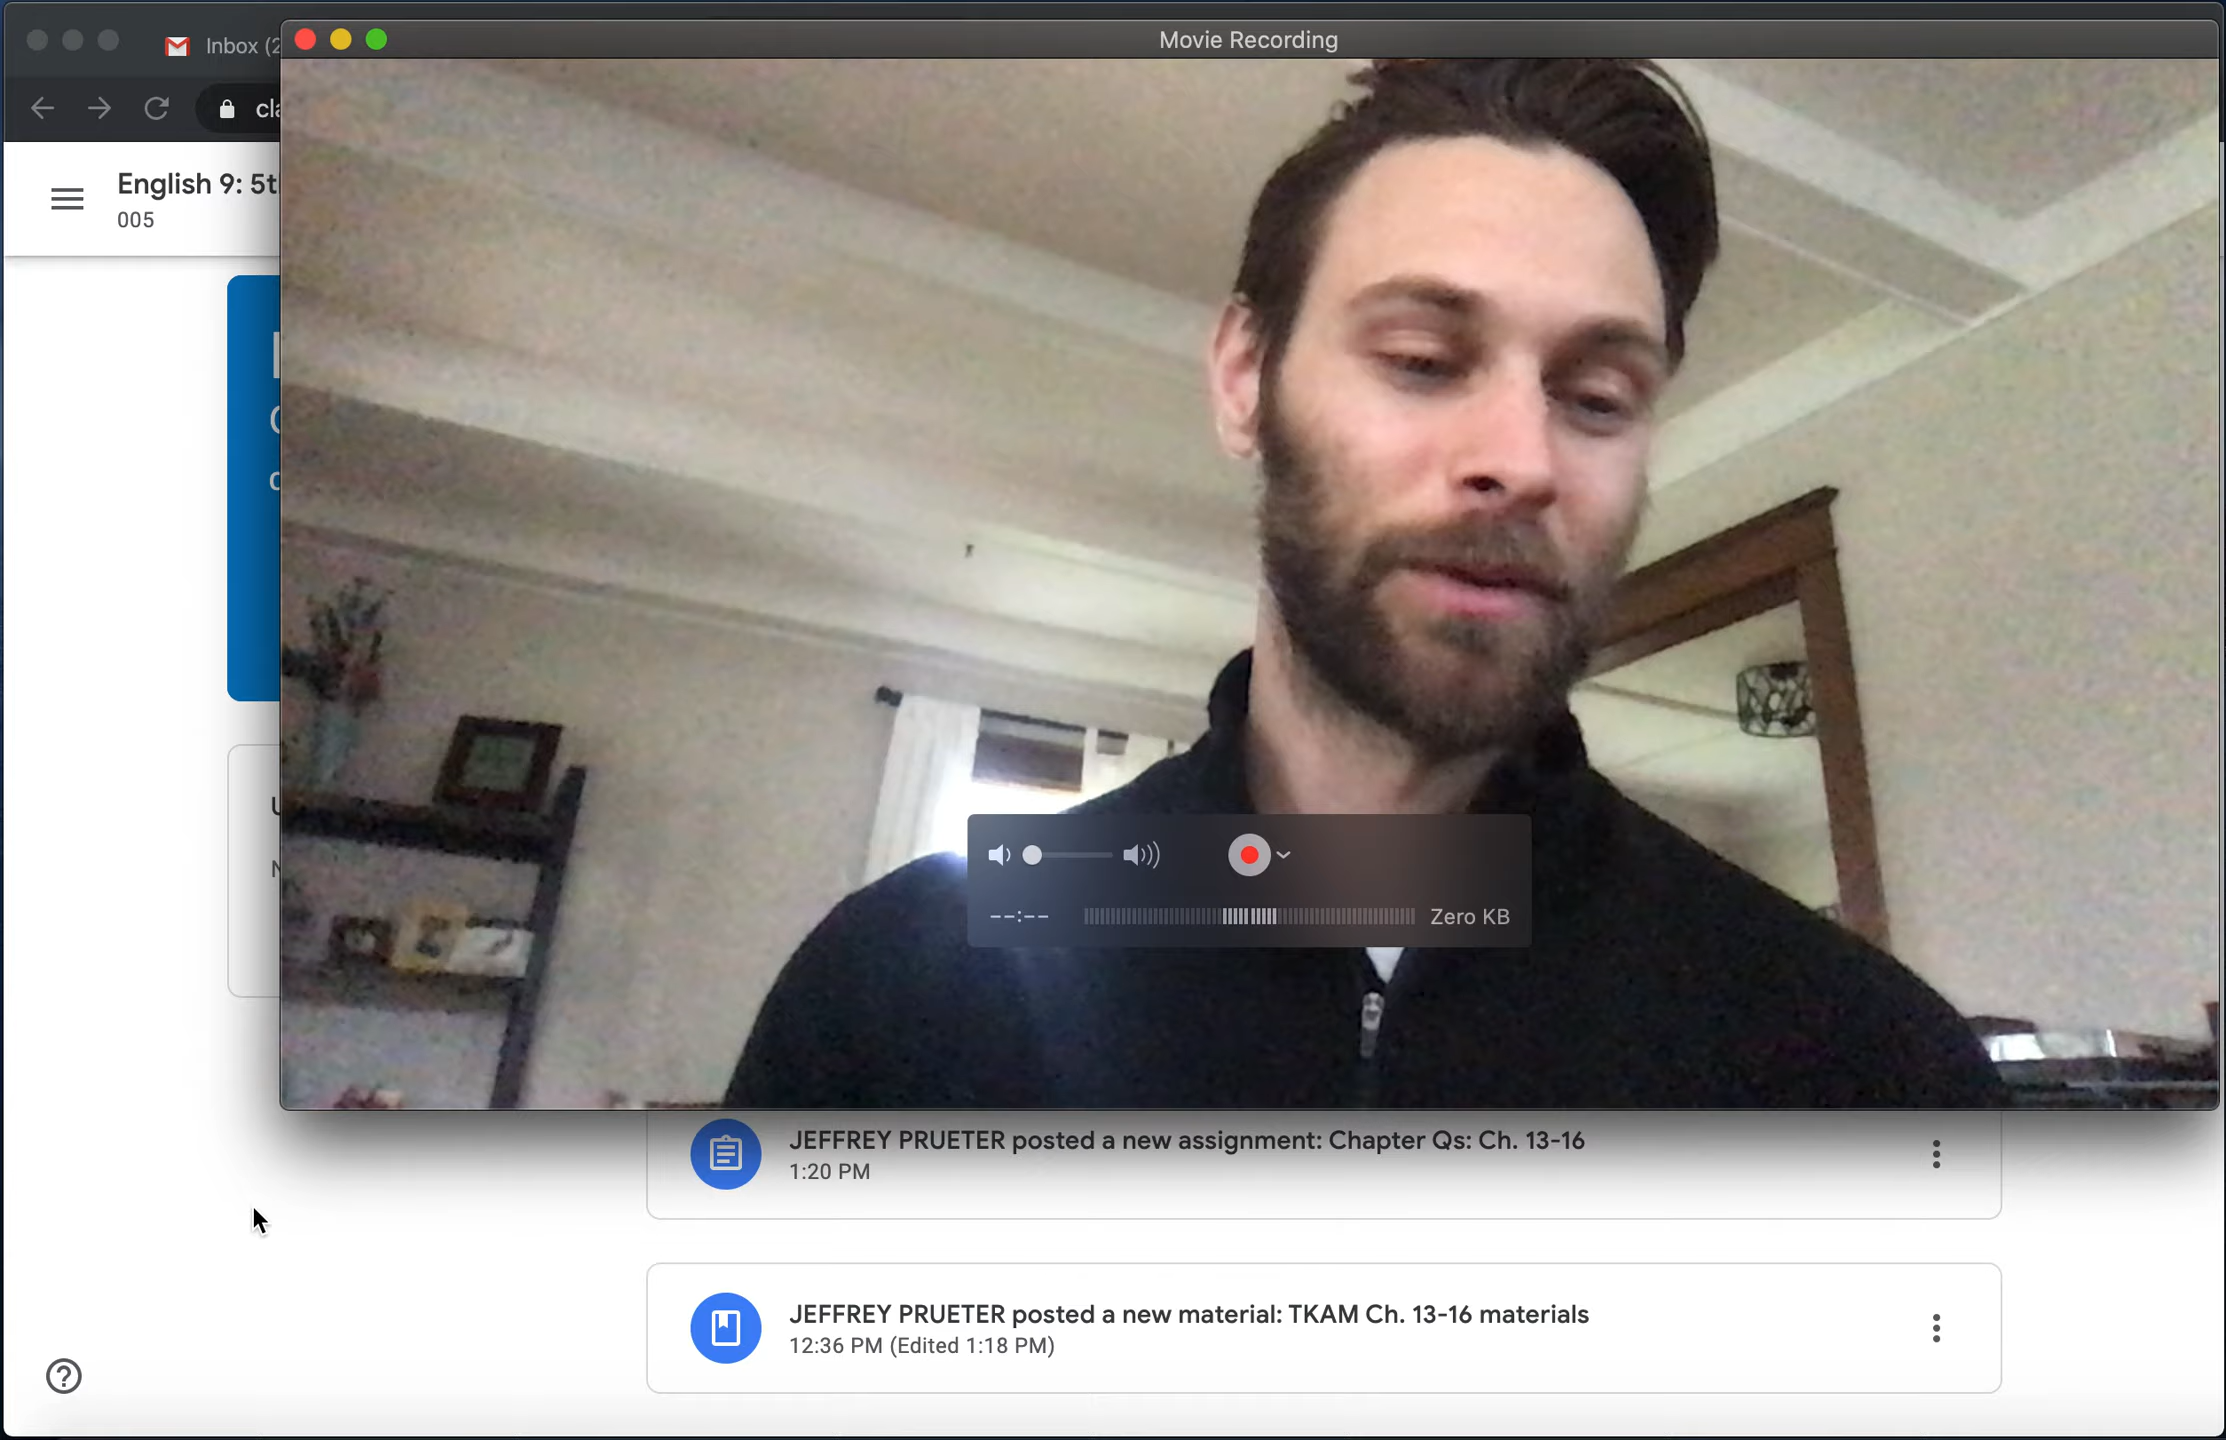 Inbox (2
Movie Recording
cla
English 9: 5t
005
--:--
Zero KB
JEFFREY PRUETER posted a new assignment: Chapter Qs: Ch. 13-16
1:20 PM
JEFFREY PRUETER posted a new material: TKAM Ch. 13-16 materials
12:36 PM (Edited 1:18 PM)